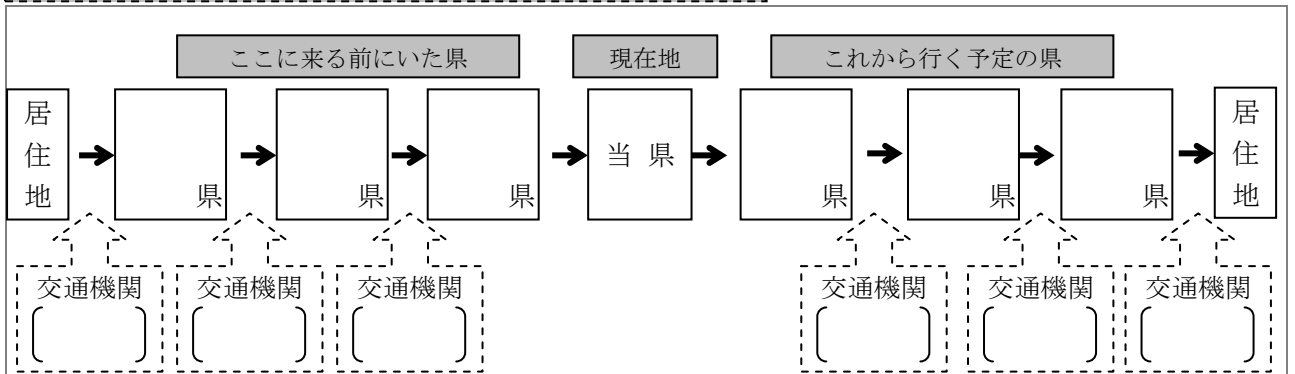 ここに来る前にいた県 現在地 これから行く予定の県
居住地 県 県 県 当 県 県 県 県 居住地
交通機関 交通機関 交通機関 交通機関 交通機関 交通機関